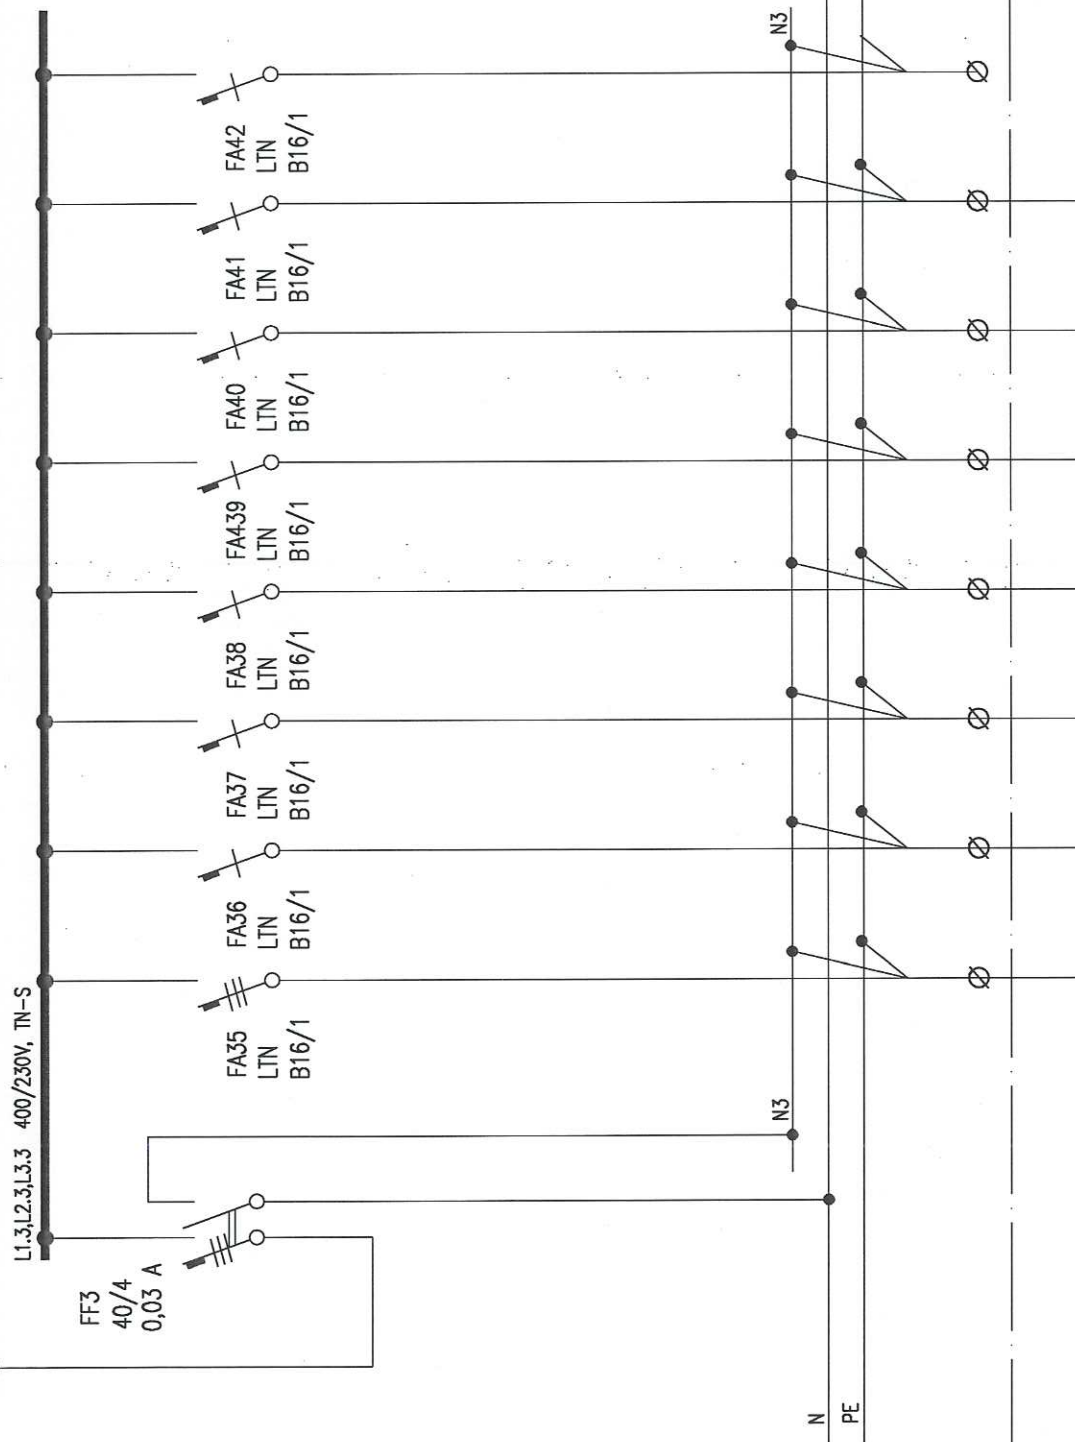 L1.3,L2.3,L3.3 400/230V, TN-S
FF3
40/4
0,03 A
FA35
LTN
B16/1
FA36
LTN
B16/1
FA37
LTN
B16/1
FA38
LTN
B16/1
FA439
LTN
B16/1
FA40
LTN
B16/1
FA41
LTN
B16/1
FA42
LTN
B16/1
N3
N3
N
PE